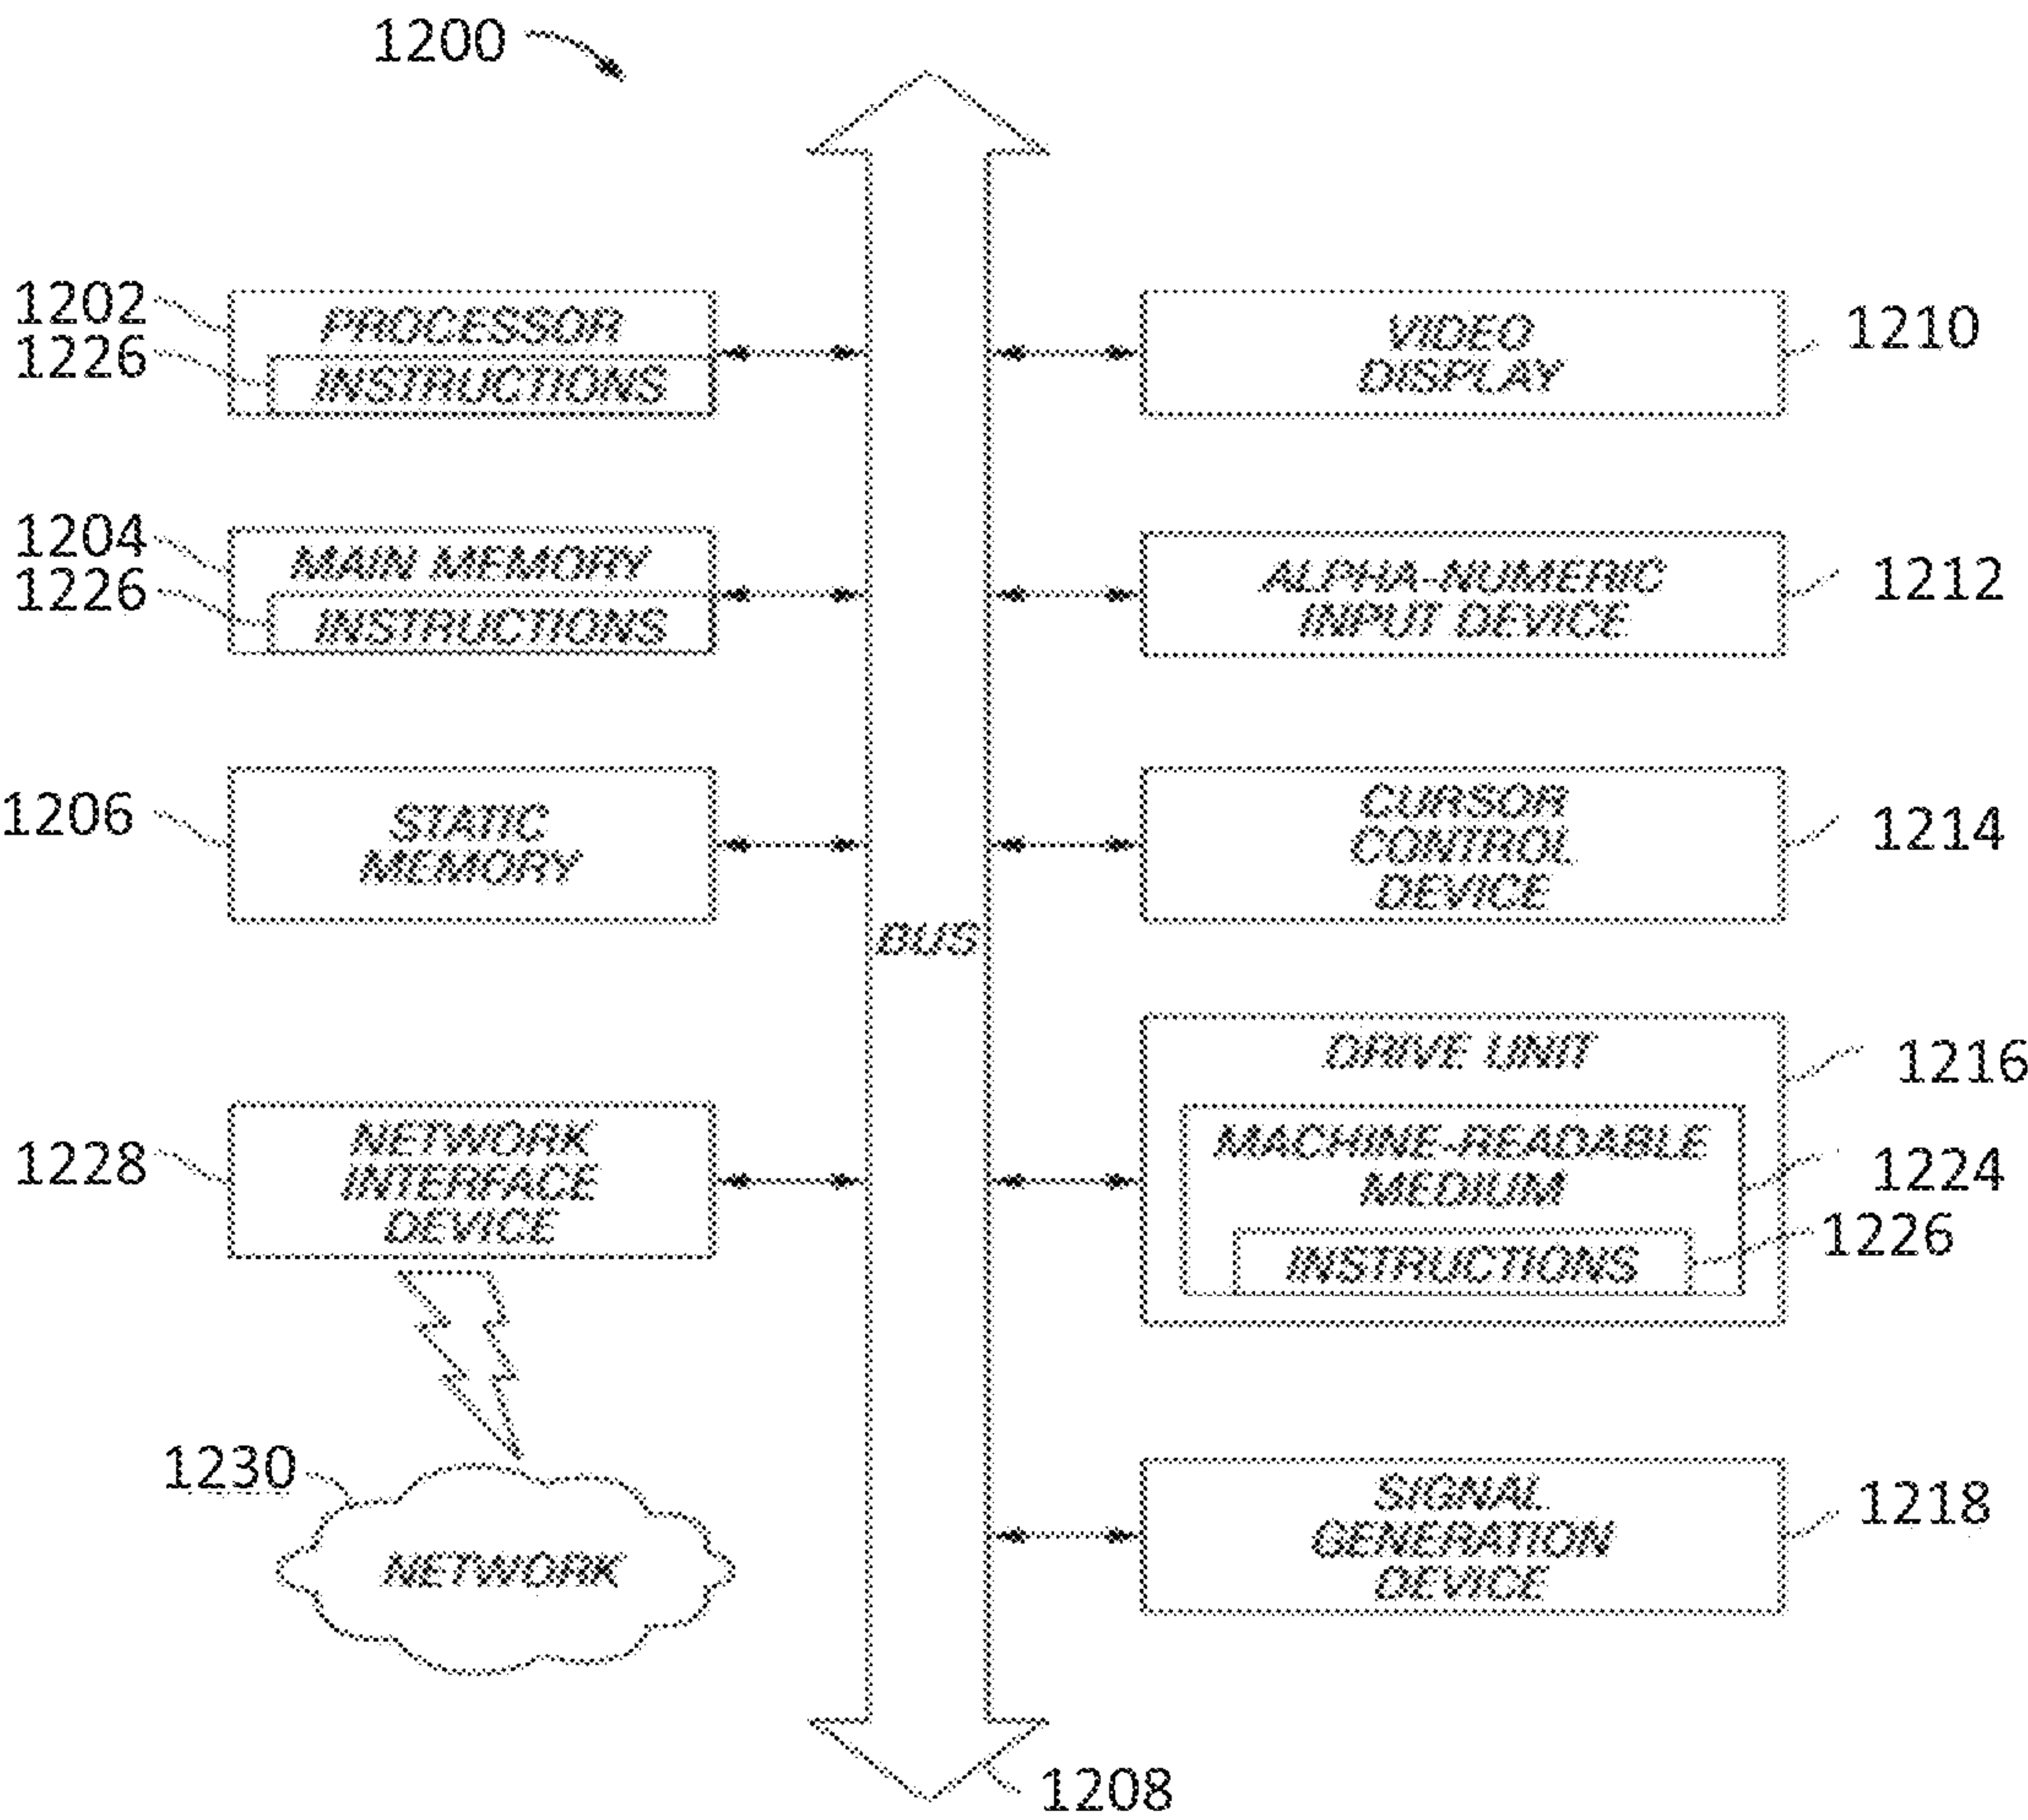 1200
1202
PROCESSOR
1226
INSTRUCTIONS
1204
MAIN MEMORY
1226
INSTRUCTIONS
1206
STATIC
MEMORY
1228
NETWORK
INTERFACE
DEVICE
1230
NETWORK
BUS
1208
VIDEO
DISPLAY
1210
ALPHA-NUMERIC
INPUT DEVICE
1212
CURSOR
CONTROL
DEVICE
1214
DRIVE UNIT
1216
MACHINE-READABLE
MEDIUM
1224
INSTRUCTIONS
1226
SIGNAL
GENERATION
DEVICE
1218